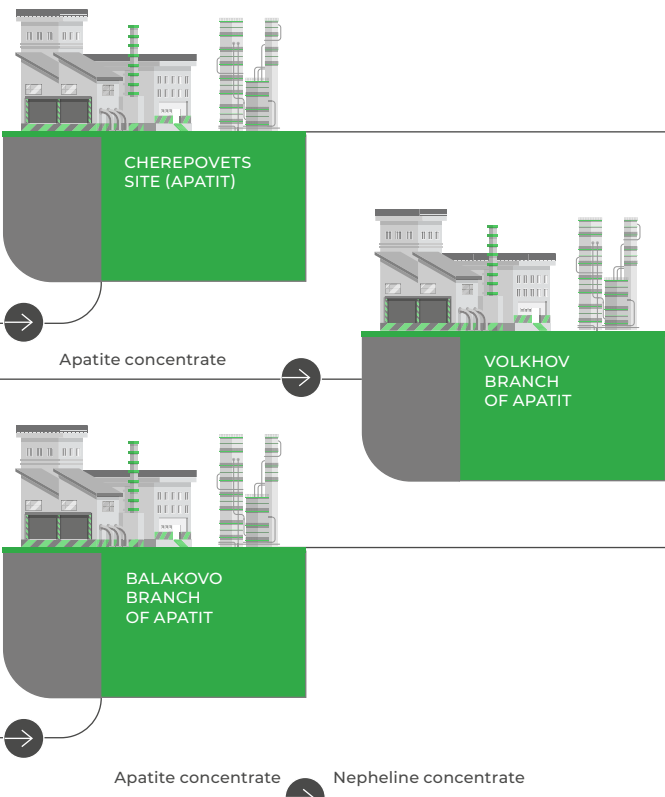 CHEREPOVETS
SITE (APATIT)
Apatite concentrate
VOLKHOV
BRANCH
OF APATIT
BALAKOVO
BRANCH
OF APATIT
Apatite concentrate
Nepheline concentrate